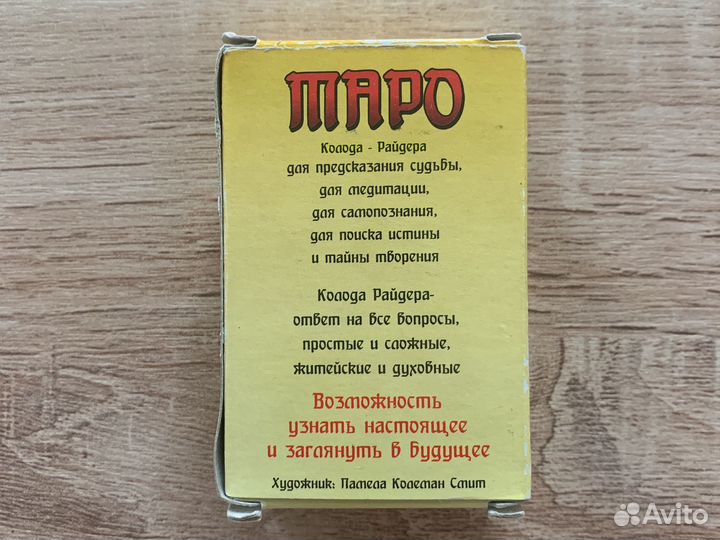 ТАРО
Колода - Райдера
для предсказания судьбы,
для медитации,
для самопознания,
для поиска истины
и тайны творения
Колода Райдера-
ответ на все вопросы,
простые и сложные,
житейские и духовные
Возможность
узнать настоящее
и заглянуть в будущее
Художник: Памела Колеман Смит
Avito